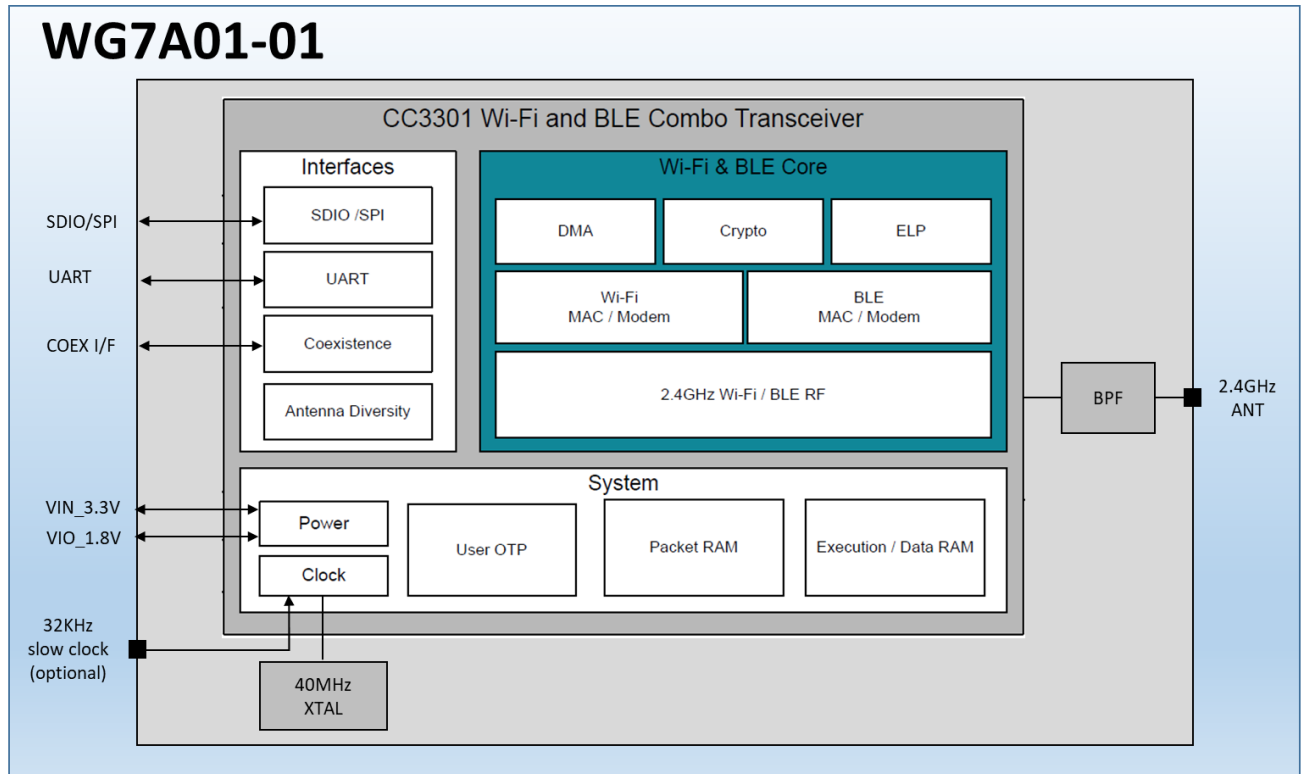 WG7A01-01
CC3301 Wi-Fi and BLE Combo Transceiver
Interfaces
SDIO /SPI
UART
Coexistence
Antenna Diversity
Wi-Fi & BLE Core
DMA
Crypto
ELP
Wi-Fi
MAC / Modem
BLE
MAC / Modem
2.4GHz Wi-Fi / BLE RF
SDIO/SPI
UART
COEX I/F
BPF
2.4GHz
ANT
System
Power
Clock
User OTP
Packet RAM
Execution / Data RAM
VIN_3.3V
VIO_1.8V
32KHz
slow clock
(optional)
40MHz
XTAL